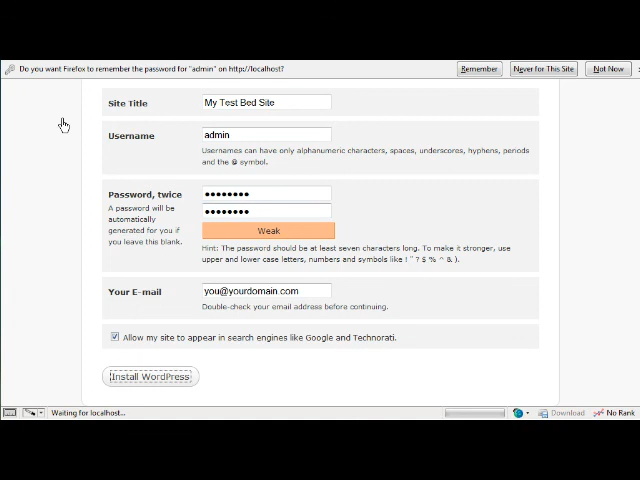 Do you want Firefox to remember the password for "admin" on http://localhost?
Remember
Never for This Site
Not Now
Site Title
My Test Bed Site
Username
admin
Usernames can have only alphanumeric characters, spaces, underscores, hyphens, periods
and the @ symbol.
Password, twice
A password will be
automatically
generated for you if
you leave this blank.
●●●●●●●●
●●●●●●●●
Weak
Hint: The password should be at least seven characters long. To make it stronger, use
upper and lower case letters, numbers and symbols like ! " ? $ % ^ & ).
Your E-mail
you@yourdomain.com
Double-check your email address before continuing.
Allow my site to appear in search engines like Google and Technorati.
Install WordPress
Waiting for localhost...
Download
No Rank